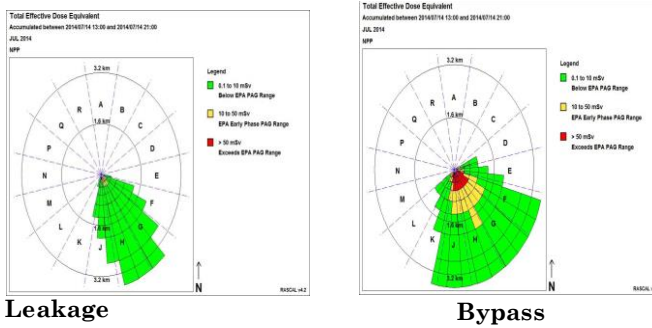 Total Effective Dose Equivalent
Accumulated between 2014/07/14 13:00 and 2014/07/14 21:00
JUL 2014
NPP
3.2 km
1.6 km
A
B
C
D
E
F
G
H
J
K
L
M
N
P
Q
R
1.6 km
3.2 km
Legend
0.1 to 10 mSv
Below EPA PAG Range
10 to 50 mSv
EPA Early Phase PAG Range
> 50 mSv
Exceeds EPA PAG Range
N
RASCAL v4.2
Leakage
Total Effective Dose Equivalent
Accumulated between 2014/07/14 13:00 and 2014/07/14 21:00
JUL 2014
NPP
3.2 km
1.6 km
A
B
C
D
E
F
G
H
J
K
L
M
N
P
Q
R
1.6 km
3.2 km
Legend
0.1 to 10 mSv
Below EPA PAG Range
10 to 50 mSv
EPA Early Phase PAG Range
> 50 mSv
Exceeds EPA PAG Range
N
RASCAL
Bypass